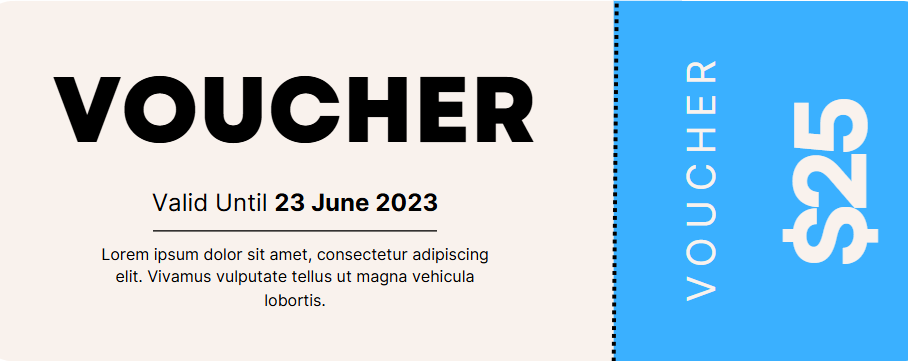 VOUCHER
Valid Until 23 June 2023
Lorem ipsum dolor sit amet, consectetur adipiscing
elit. Vivamus vulputate tellus ut magna vehicula
lobortis.
VOUCHER
$25